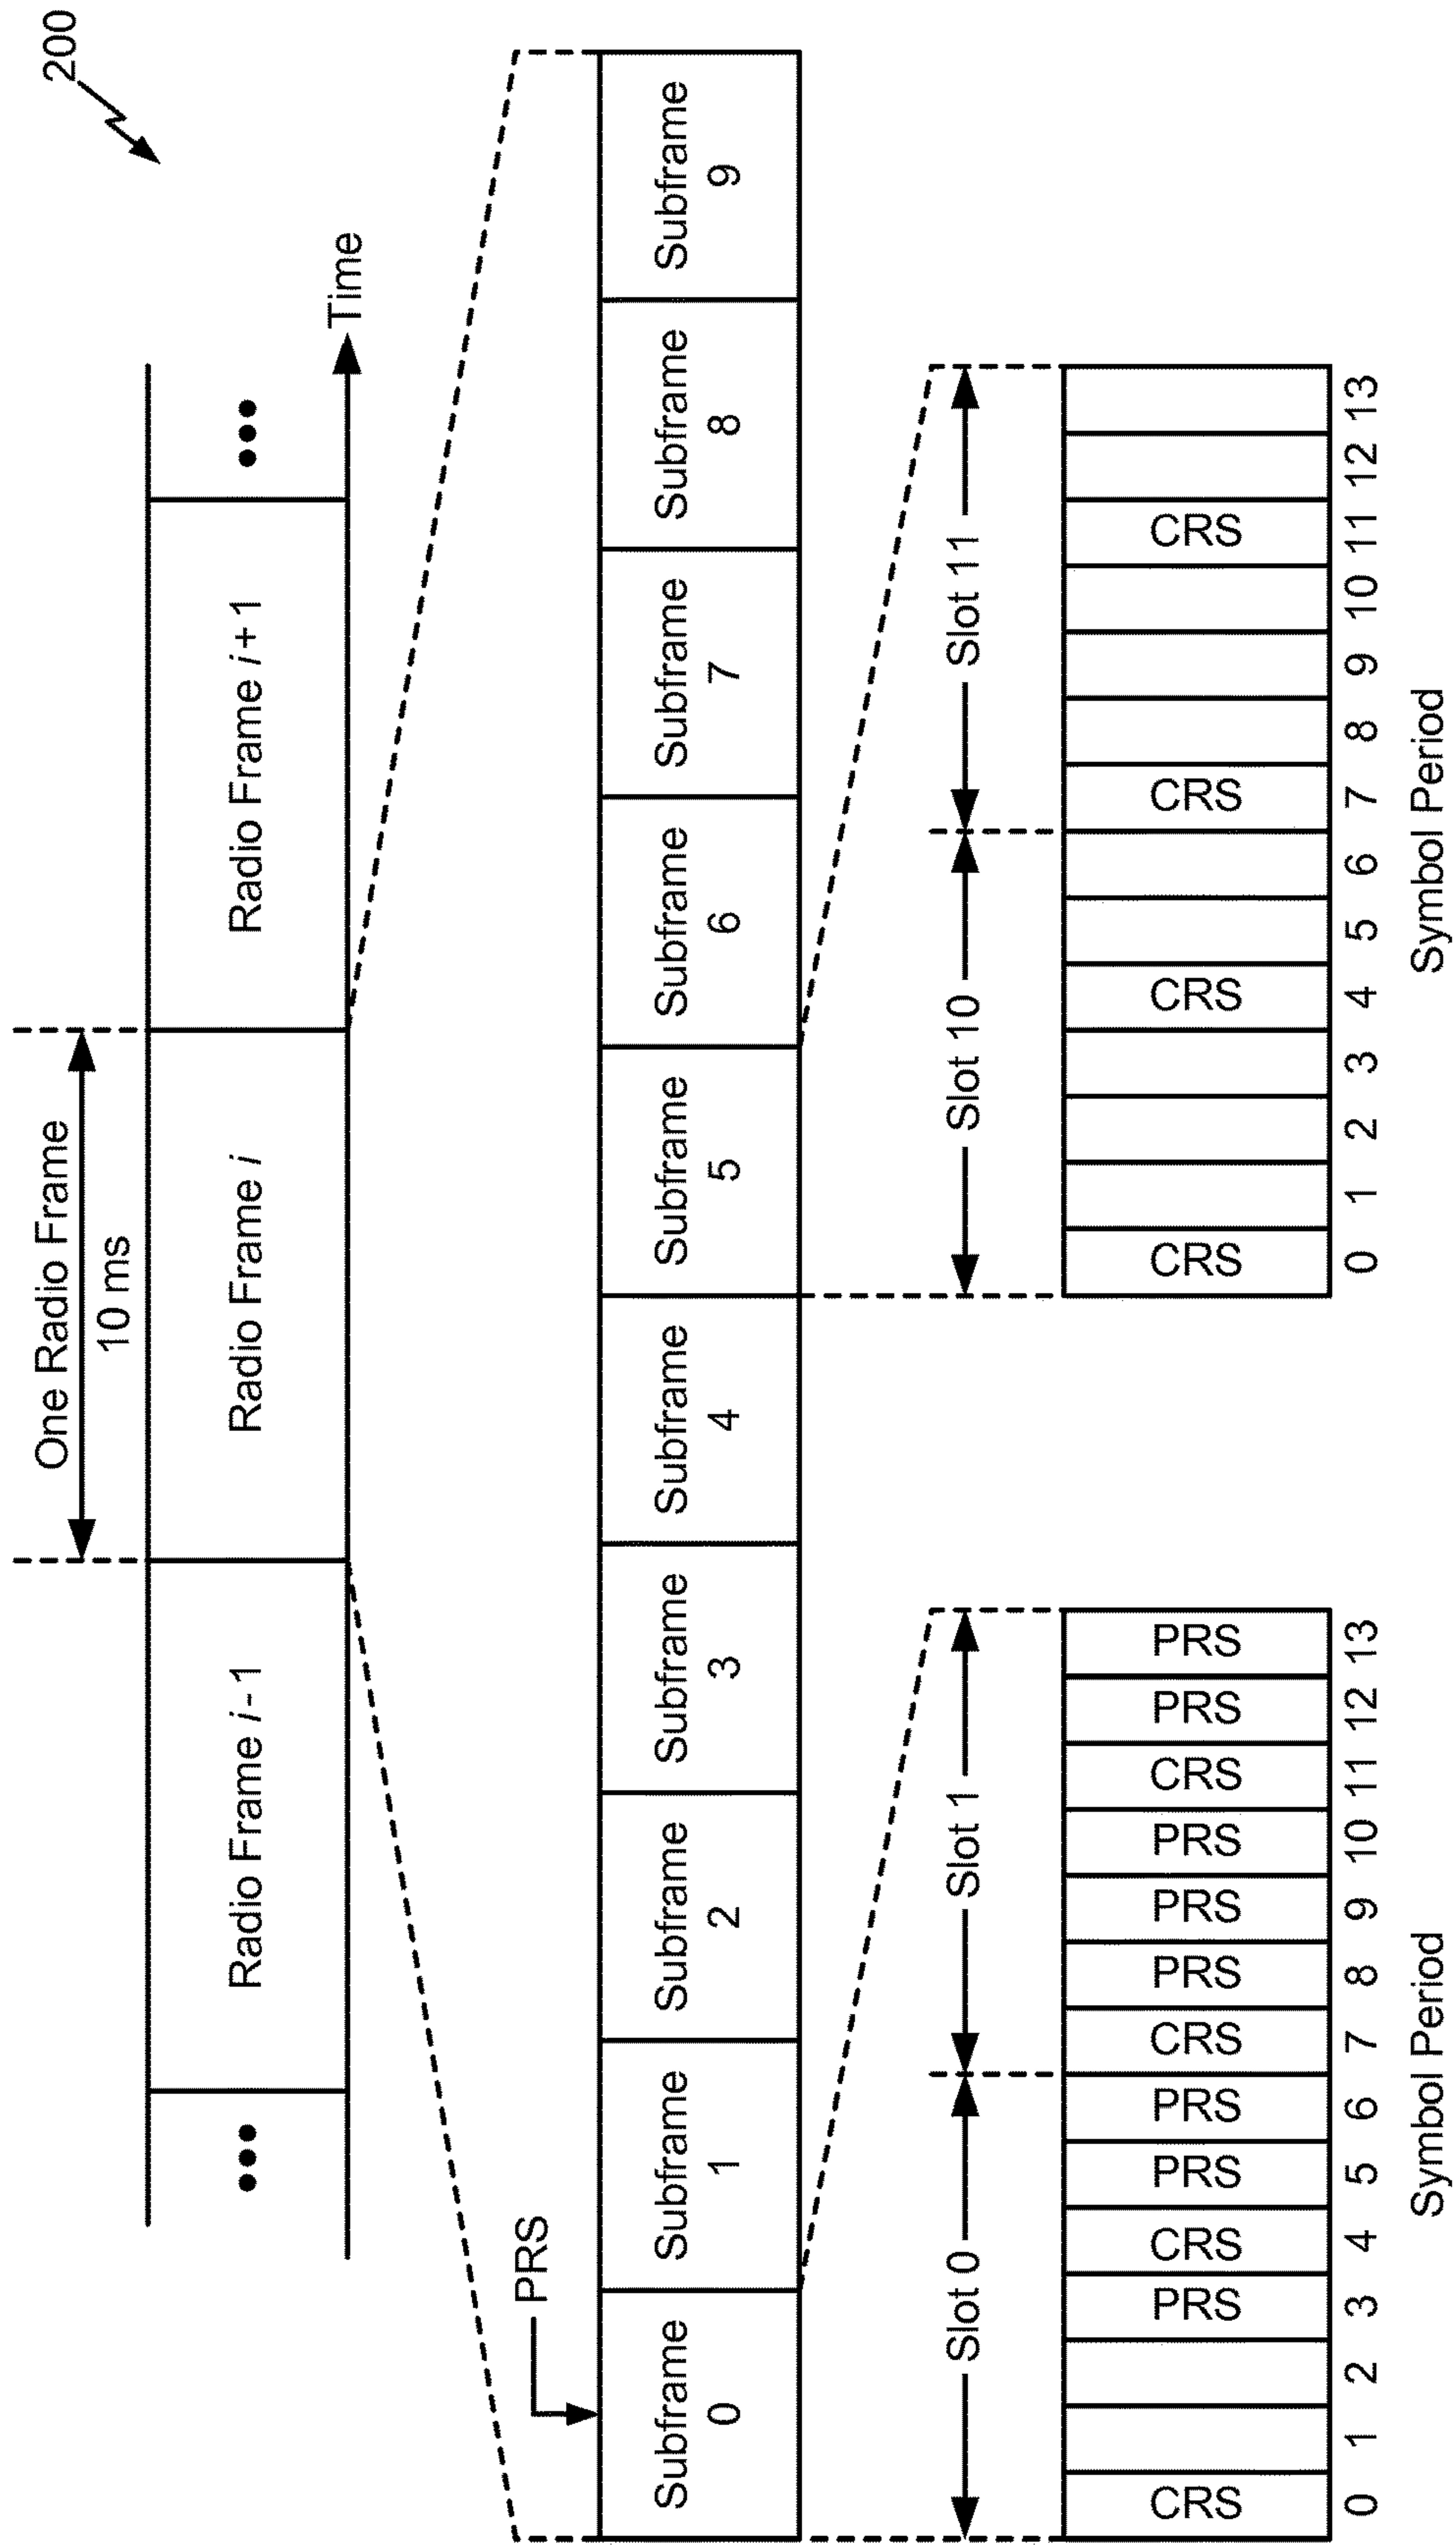 200
One Radio Frame
10 ms
••• Radio Frame i-1 Radio Frame i Radio Frame i+1 •••
Time
PRS
Subframe 0
Subframe 1
Subframe 2
Subframe 3
Subframe 4
Subframe 5
Subframe 6
Subframe 7
Subframe 8
Subframe 9
Slot 0 Slot 1
CRS PRS CRS PRS PRS CRS PRS PRS PRS CRS PRS PRS
0 1 2 3 4 5 6 7 8 9 10 11 12 13
Symbol Period
Slot 10 Slot 11
CRS CRS CRS CRS
0 1 2 3 4 5 6 7 8 9 10 11 12 13
Symbol Period